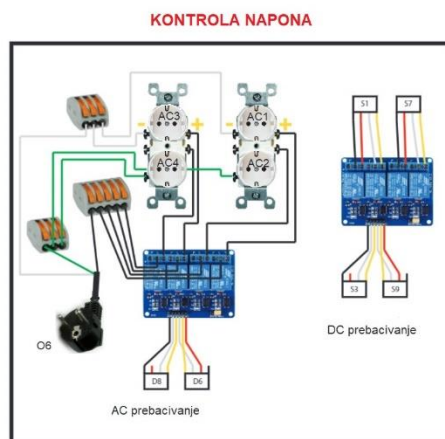 KONTROLA NAPONA
AC3
AC1
AC4
AC2
S1
S7
S3
S9
O6
D8
D6
DC prebacivanje
AC prebacivanje